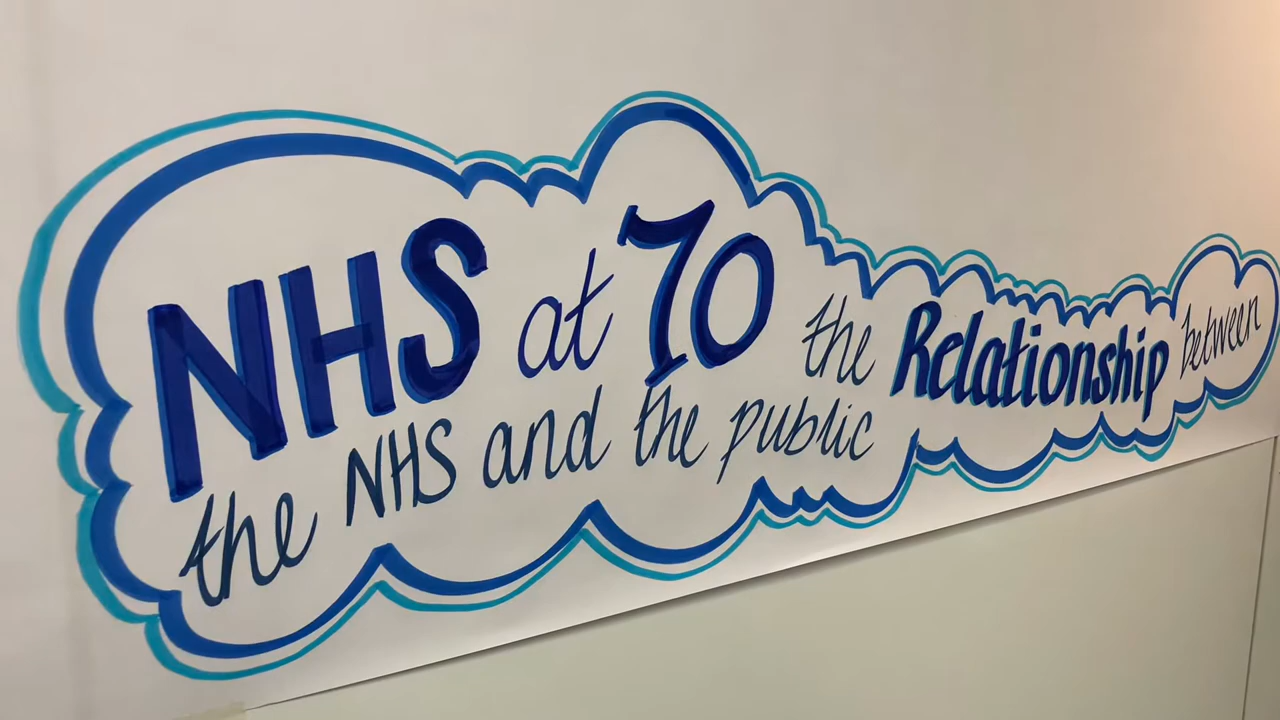 NHS at 70 the Relationship between
the NHS and the public